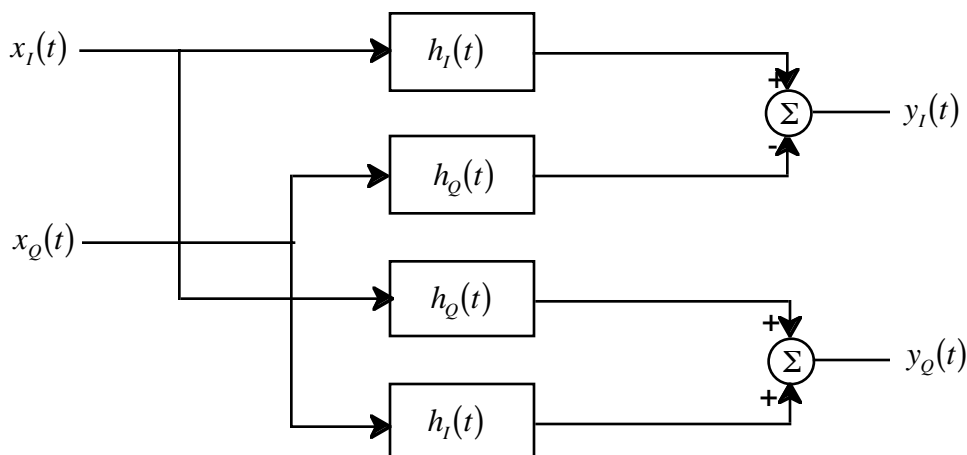 x_I(t)
h_I(t)
+
Σ
y_I(t)
-
h_Q(t)
x_Q(t)
h_Q(t)
+
Σ
y_Q(t)
+
h_I(t)